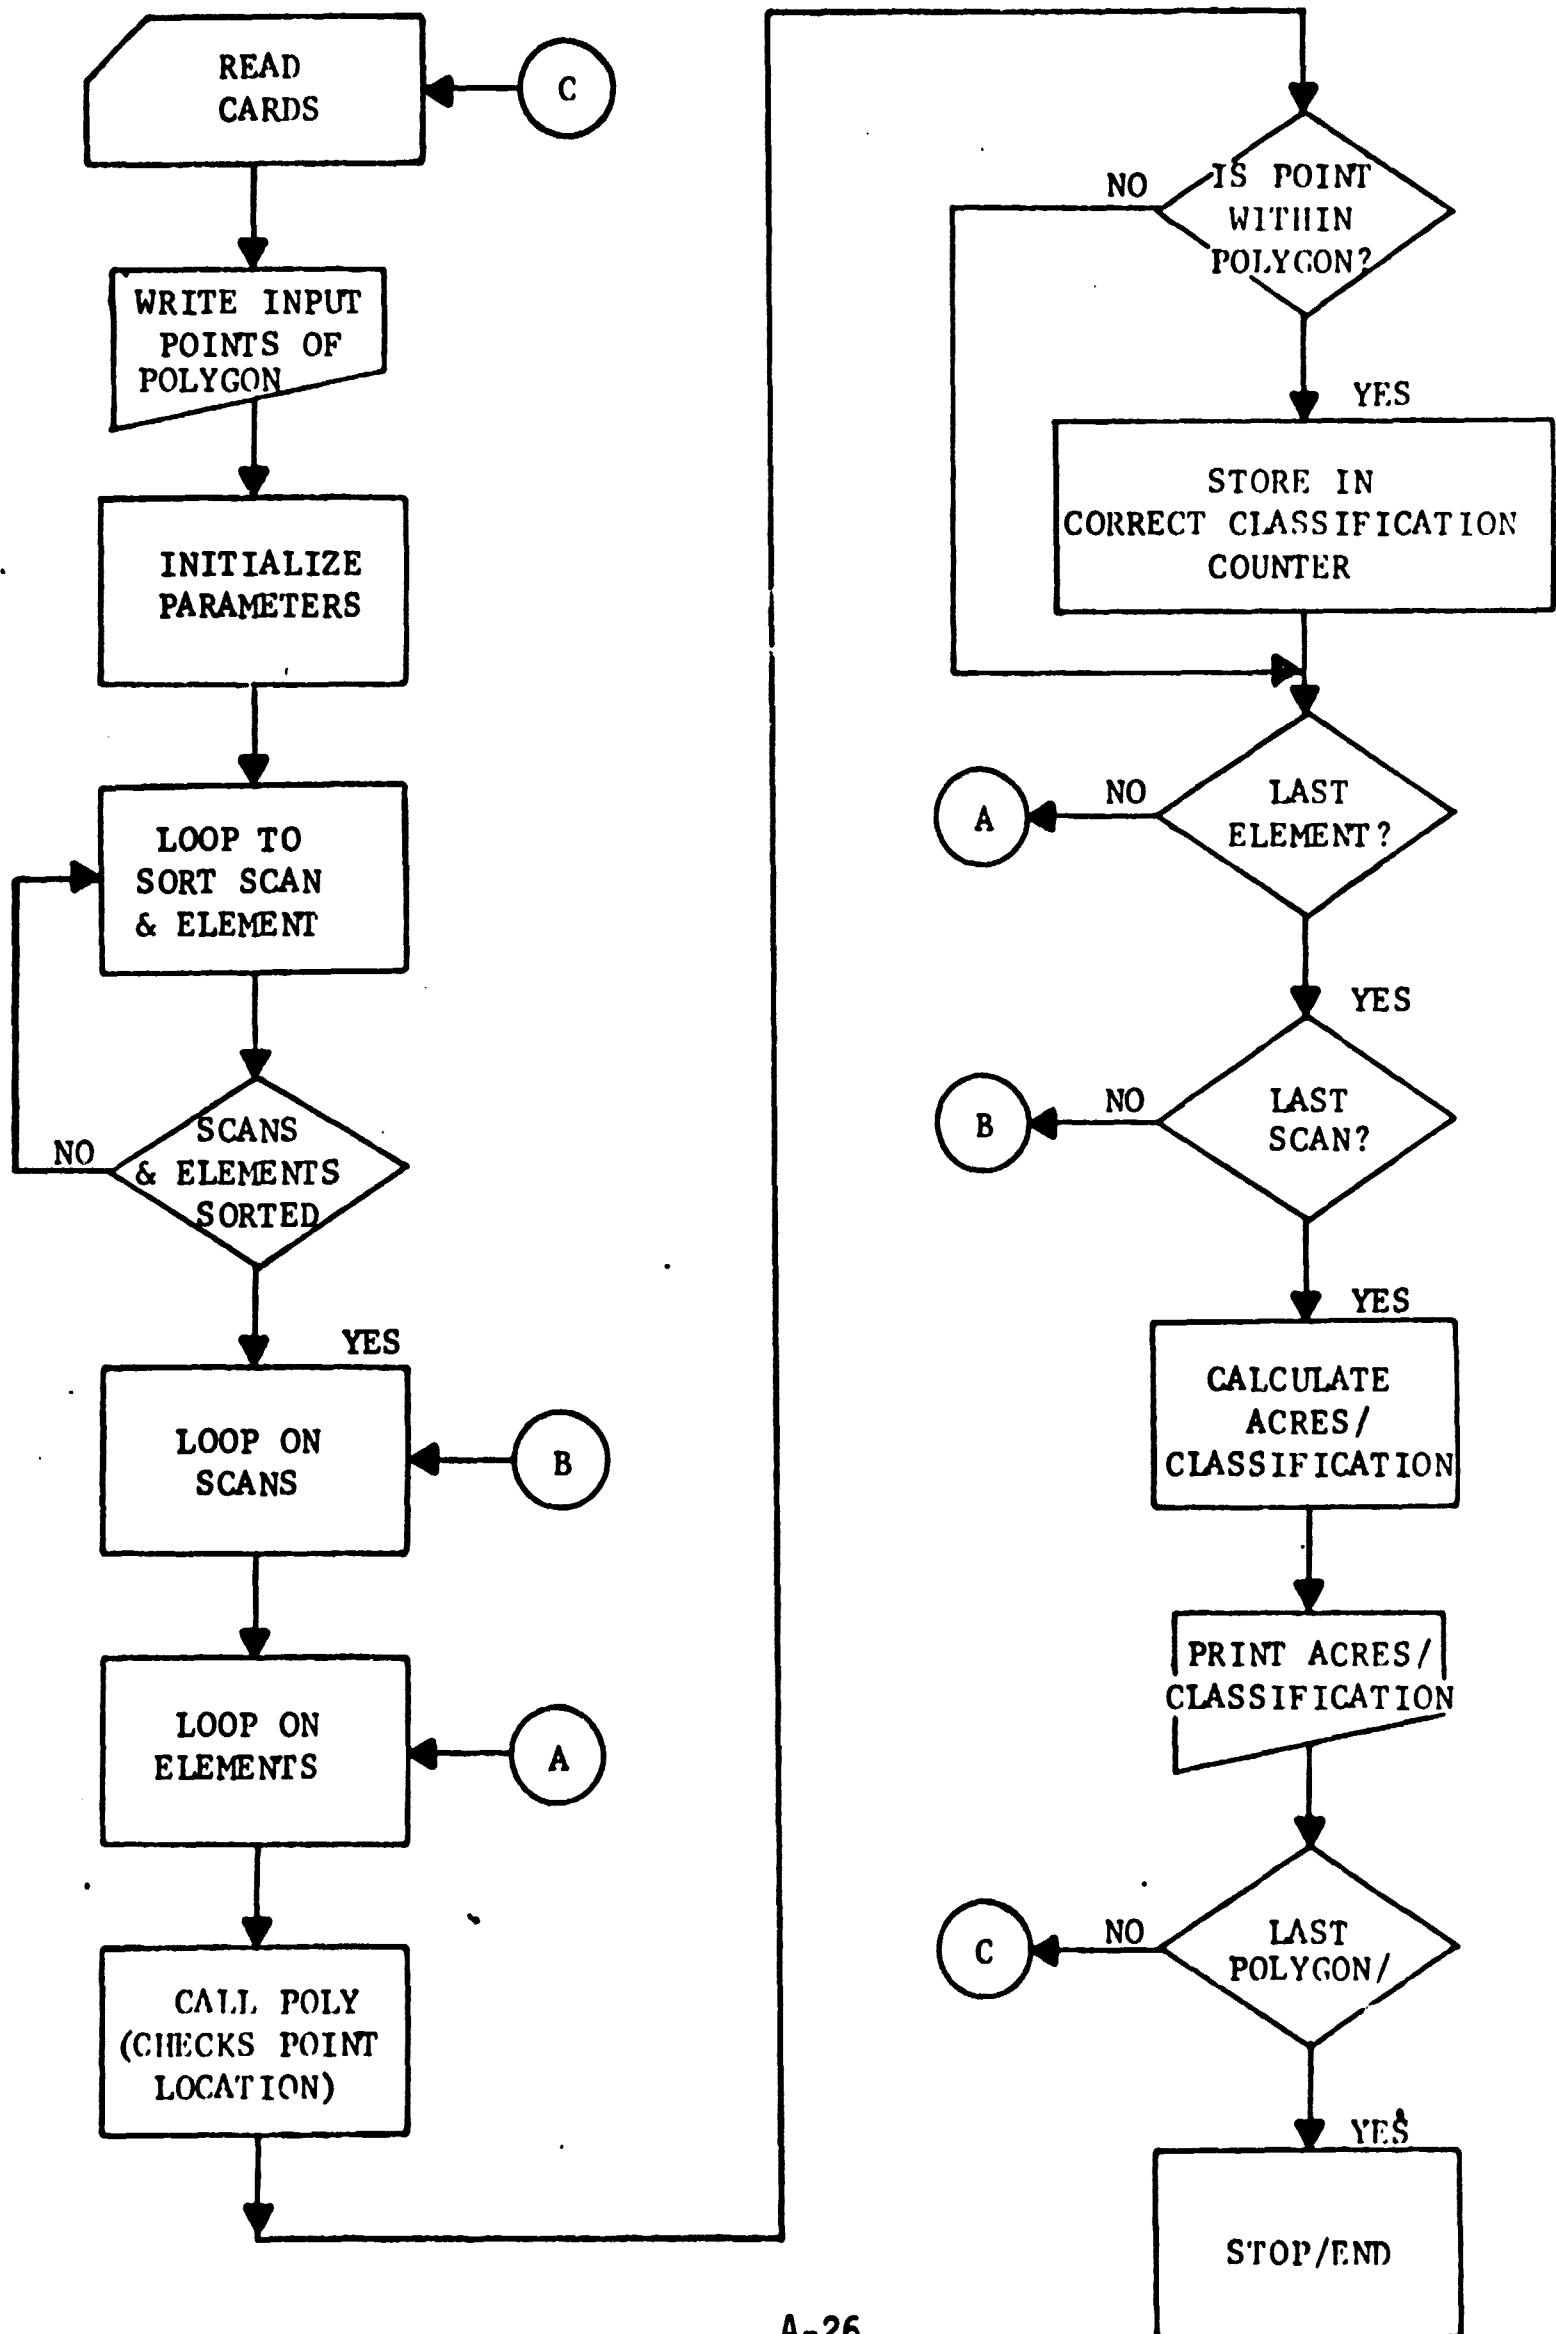 READ
CARDS
C
WRITE INPUT
POINTS OF
POLYGON
INITIALIZE
PARAMETERS
LOOP TO
SORT SCAN
& ELEMENT
SCANS
& ELEMENTS
SORTED
NO
YES
LOOP ON
SCANS
B
LOOP ON
ELEMENTS
A
CALL POLY
(CHECKS POINT
LOCATION)
IS POINT
WITHIN
POLYGON?
NO
YES
STORE IN
CORRECT CLASSIFICATION
COUNTER
LAST
ELEMENT?
NO
A
YES
LAST
SCAN?
NO
B
YES
CALCULATE
ACRES/
CLASSIFICATION
PRINT ACRES/
CLASSIFICATION
LAST
POLYGON/
NO
C
YES
STOP/END
A-26